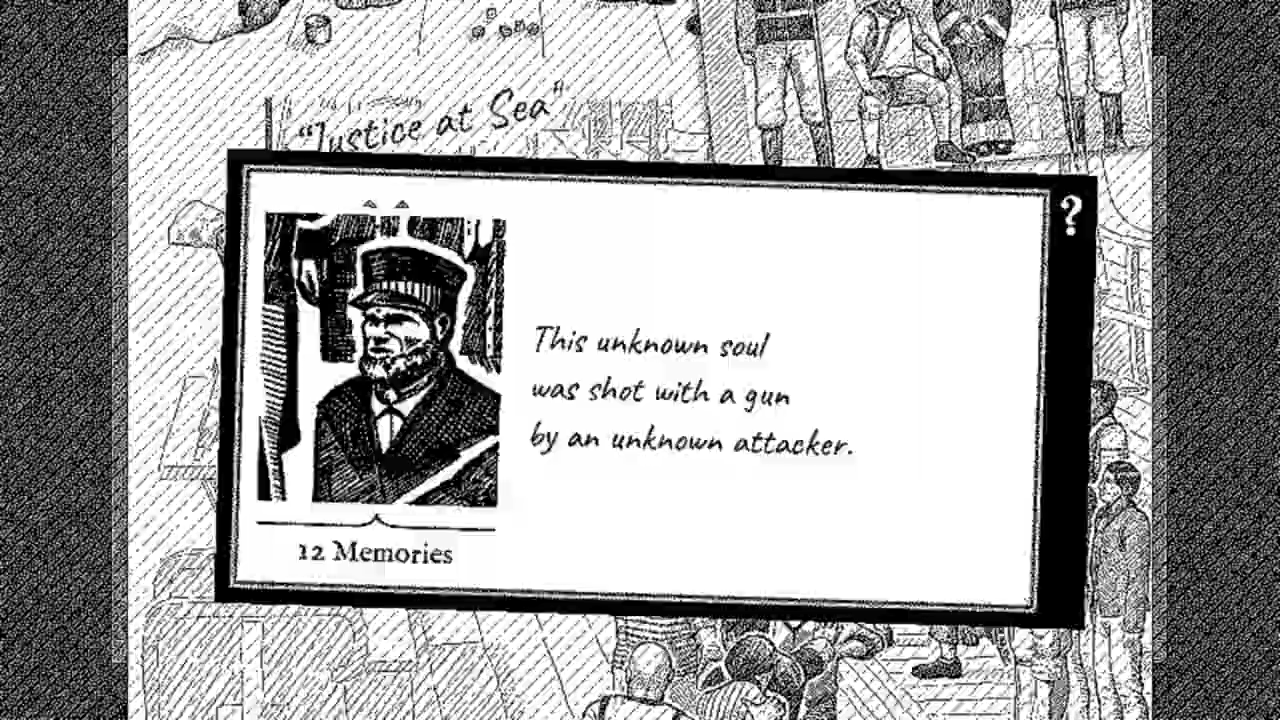 "Justice at Sea"
?
This unknown soul
was shot with a gun
by an unknown attacker.
12 Memories